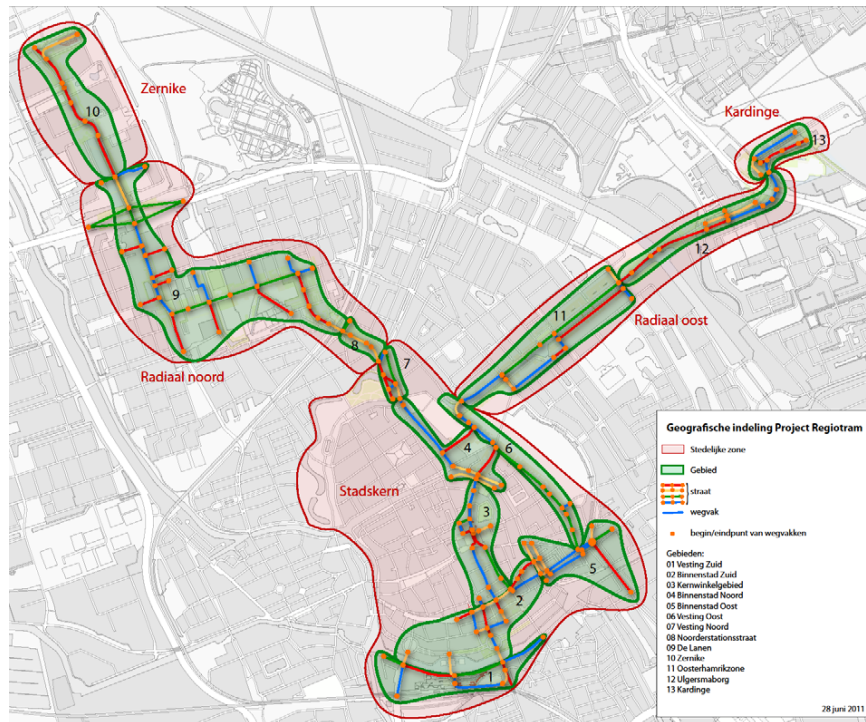 Zernike
10
Kardinge
13
12
9
11
Radiaal oost
8
7
Radiaal noord
4
6
Stadskern
3
5
2
1
Geografische indeling Project Regiotram
Stedelijke zone
Gebied
straat
wegvak
begin/eindpunt van wegvakken
Gebieden:
01 Vesting Zuid
02 Binnenstad Zuid
03 Kernwinkelgebied
04 Binnenstad Noord
05 Binnenstad Oost
06 Vesting Oost
07 Vesting Noord
08 Noorderstationsstraat
09 De Lanen
10 Zernike
11 Oosterhamrikzone
12 Ulgersmaborg
13 Kardinge
28 juni 2011